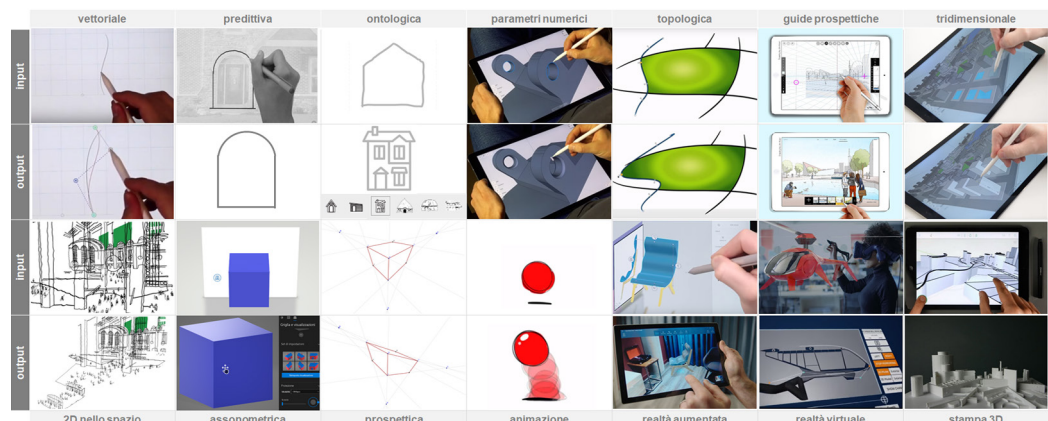 vettoriale
predittiva
ontologica
parametri numerici
topologica
guide prospettiche
tridimensionale
input
output
input
output
2D nello spazio
assonometrica
prospettica
animazione
realtà aumentata
realtà virtuale
stampa 3D